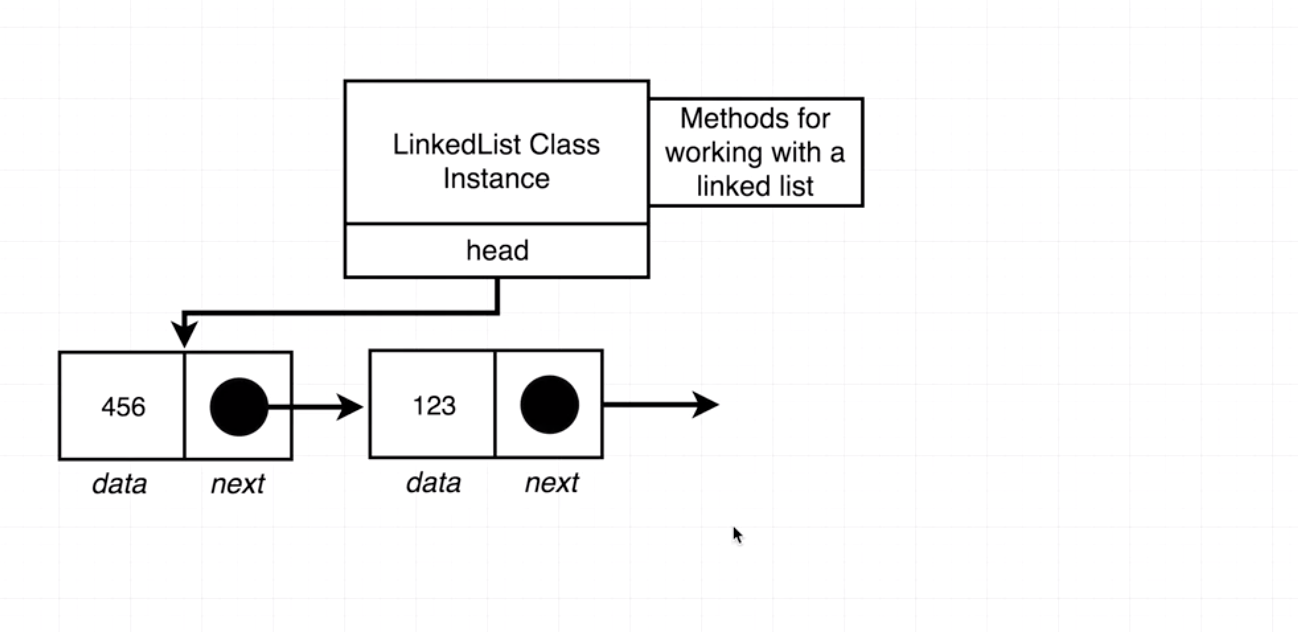 LinkedList Class
Instance
Methods for
working with a
linked list
head
456
123
data
next
data
next